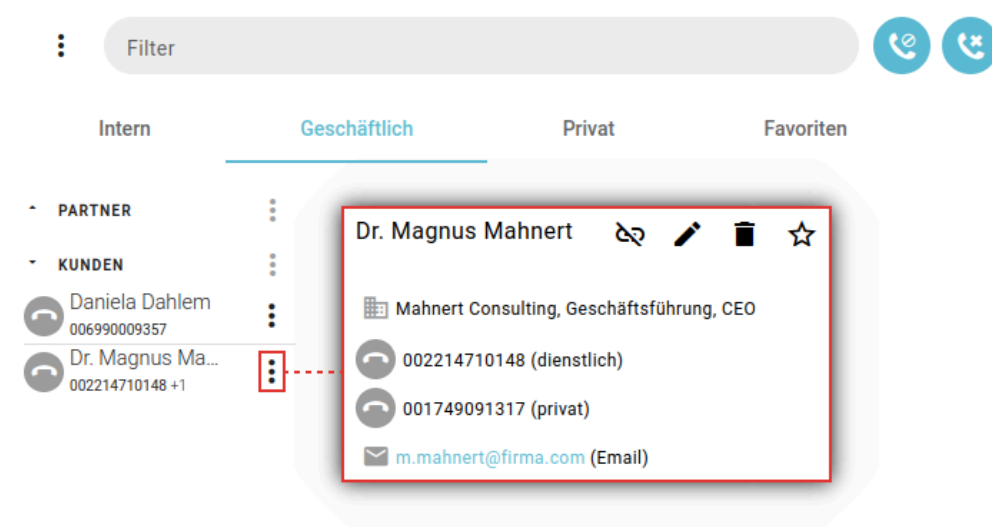 Filter
Intern
Geschäftlich
Privat
Favoriten
PARTNER
KUNDEN
Daniela Dahlem
006990009357
Dr. Magnus Ma...
002214710148 +1
Dr. Magnus Mahnert
Mahnert Consulting, Geschäftsführung, CEO
002214710148 (dienstlich)
001749091317 (privat)
m.mahnert@firma.com (Email)